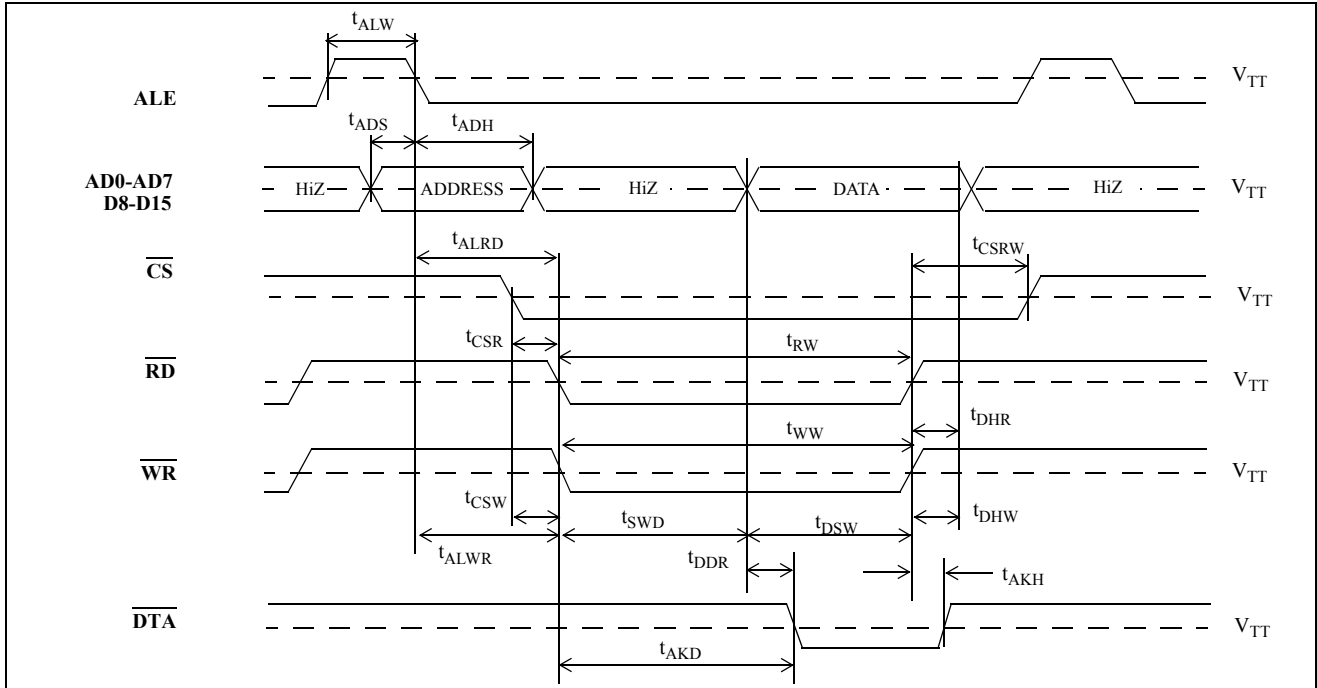 tALW
ALE
VTT
tADS
tADH
AD0-AD7
D8-D15
HiZ
ADDRESS
HiZ
DATA
HiZ
VTT
tALRD
tCSRW
CS
VTT
tCSR
tRW
RD
VTT
tDHR
tWW
WR
VTT
tCSW
tSWD
tDSW
tDHW
tALWR
tDDR
tAKH
DTA
VTT
tAKD